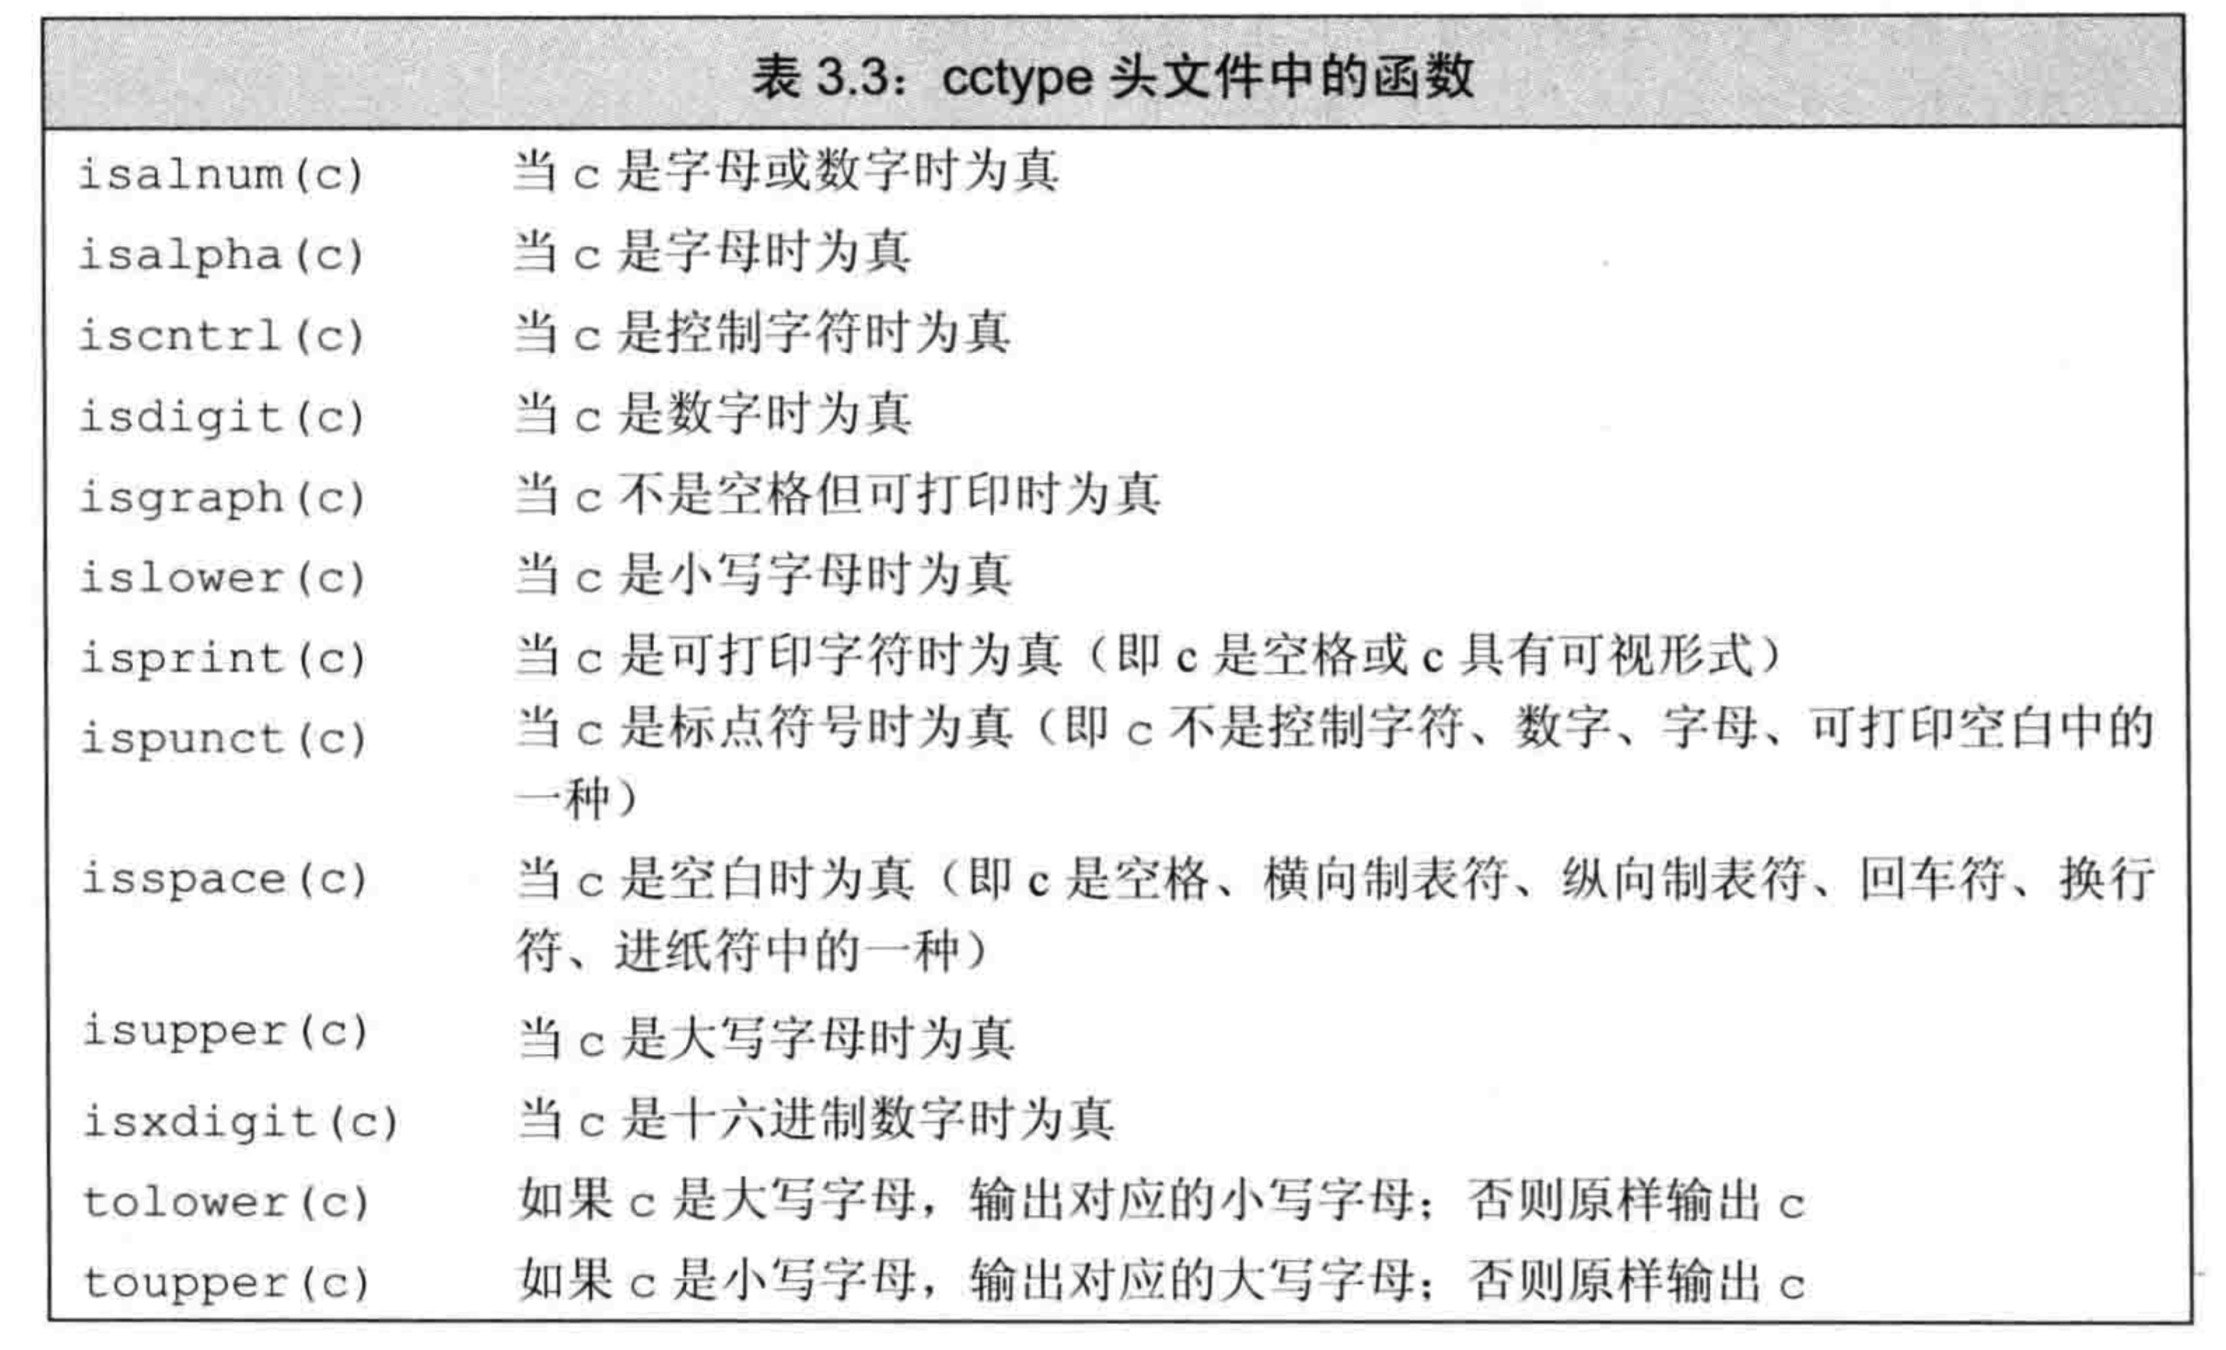 表 3.3：cctype 头文件中的函数
isalnum(c) 当 c 是字母或数字时为真
isalpha(c) 当 c 是字母时为真
iscntrl(c) 当 c 是控制字符时为真
isdigit(c) 当 c 是数字时为真
isgraph(c) 当 c 不是空格但可打印时为真
islower(c) 当 c 是小写字母时为真
isprint(c) 当 c 是可打印字符时为真（即 c 是空格或 c 具有可视形式）
ispunct(c) 当 c 是标点符号时为真（即 c 不是控制字符、数字、字母、可打印空白中的
一种）
isspace(c) 当 c 是空白时为真（即 c 是空格、横向制表符、纵向制表符、回车符、换行
符、进纸符中的一种）
isupper(c) 当 c 是大写字母时为真
isxdigit(c) 当 c 是十六进制数字时为真
tolower(c) 如果 c 是大写字母，输出对应的小写字母；否则原样输出 c
toupper(c) 如果 c 是小写字母，输出对应的大写字母；否则原样输出 c